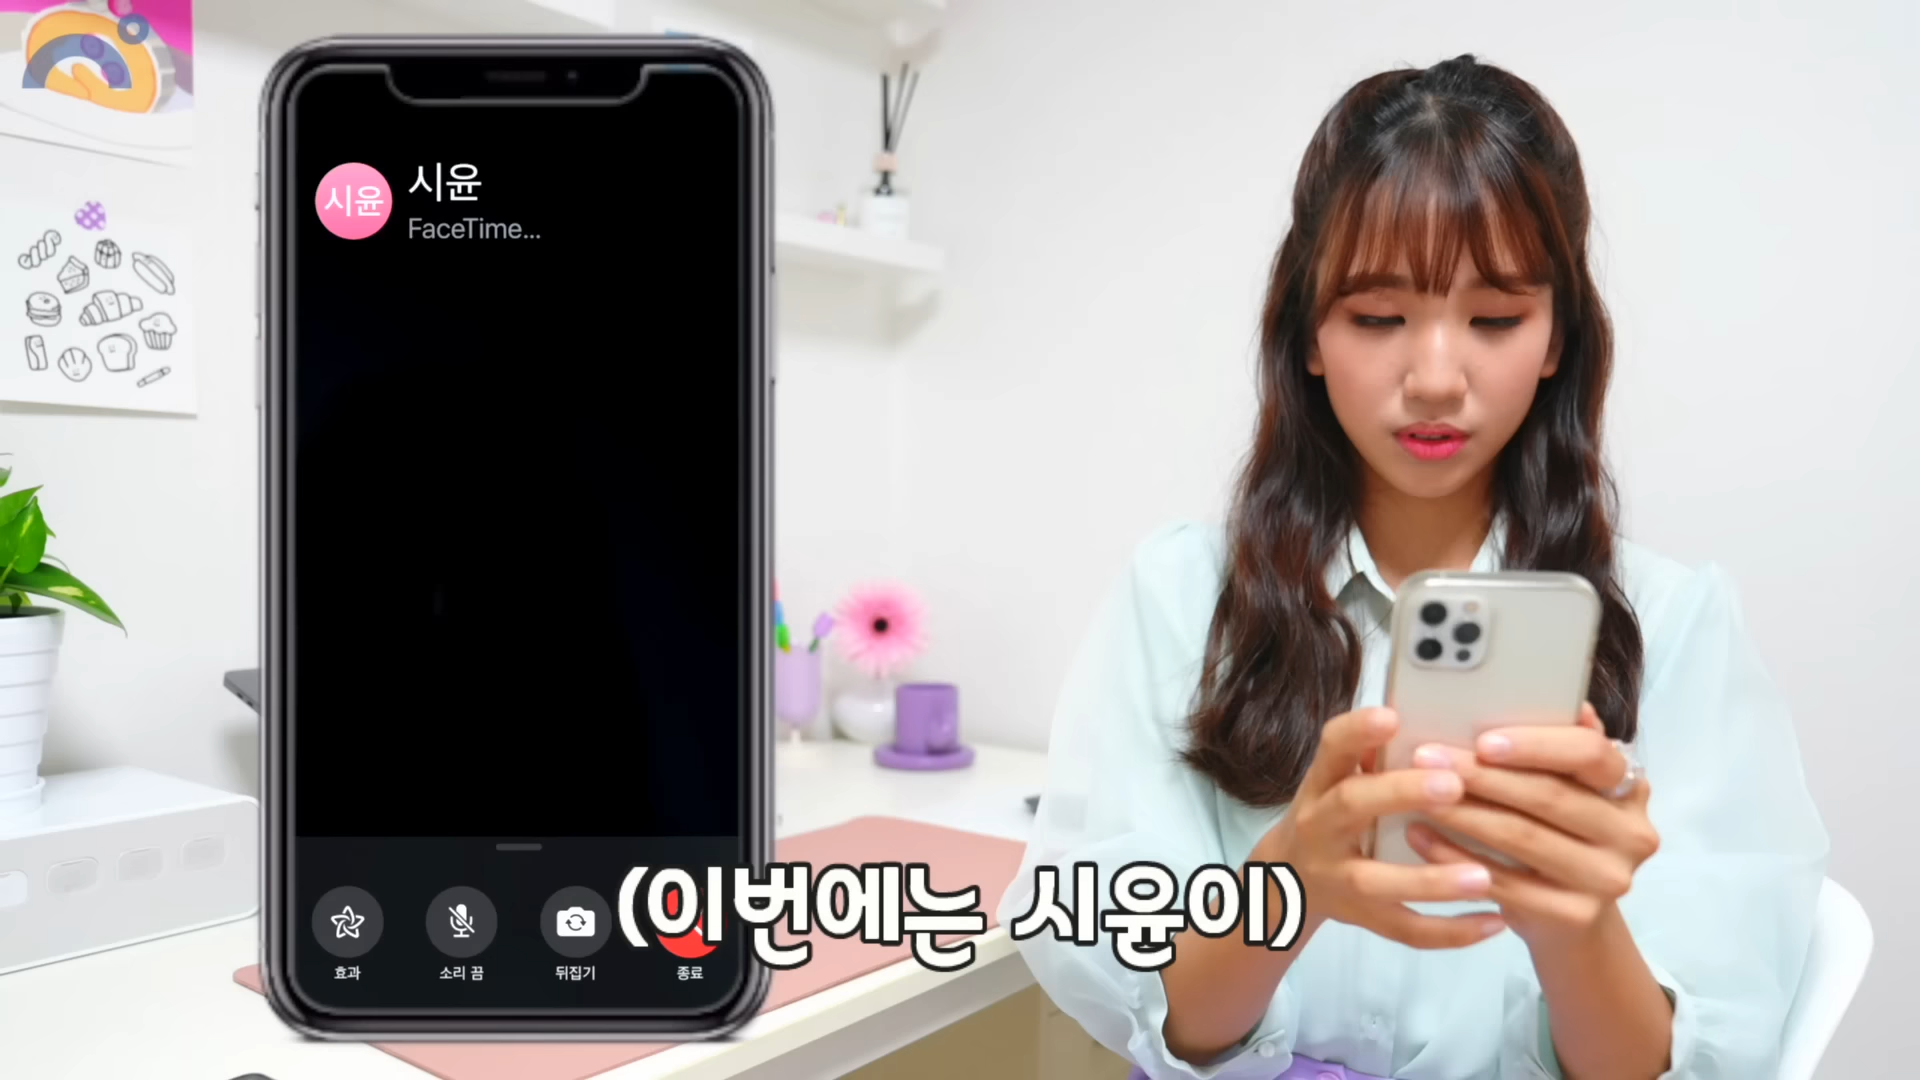 시윤
시윤
FaceTime...
효과
소리 끔
뒤집기
종료
(이번에는 시윤이)